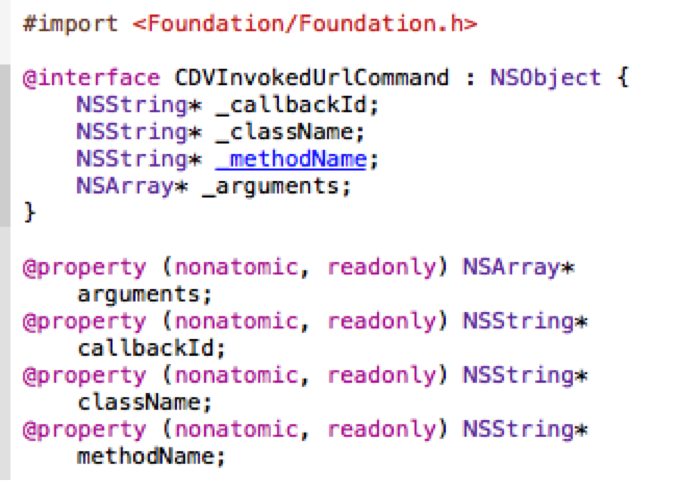 #import <Foundation/Foundation.h>
@interface CDVInvokedUrlCommand : NSObject {
NSString* _callbackId;
NSString* _className;
NSString* _methodName;
NSArray* _arguments;
}
@property (nonatomic, readonly) NSArray*
arguments;
@property (nonatomic, readonly) NSString*
callbackId;
@property (nonatomic, readonly) NSString*
className;
@property (nonatomic, readonly) NSString*
methodName;